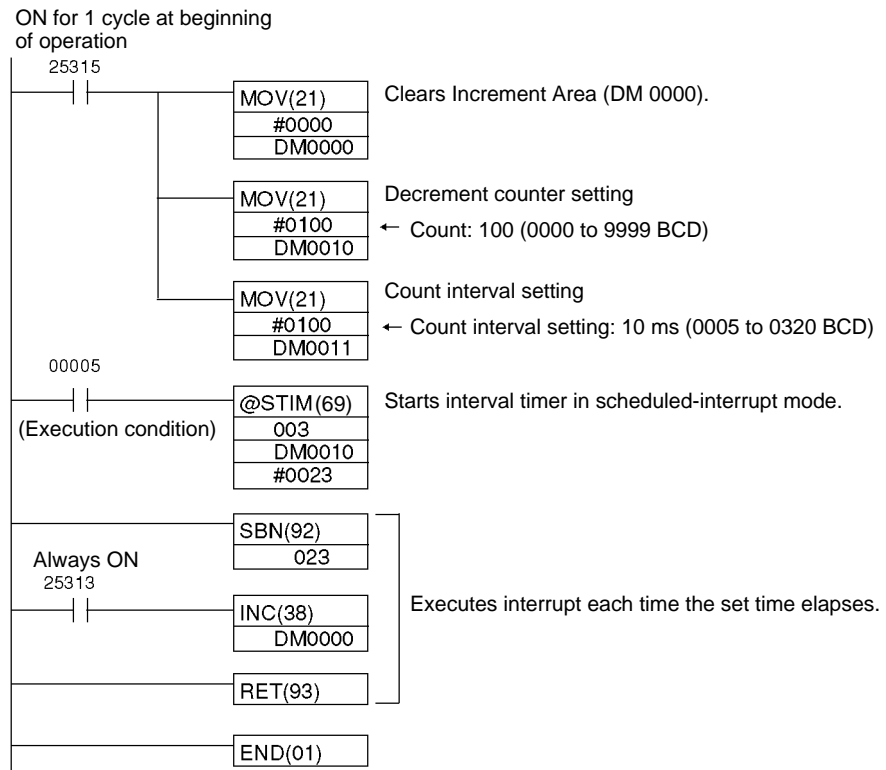 ON for 1 cycle at beginning
of operation
25315
MOV(21)
#0000
DM0000
Clears Increment Area (DM 0000).
MOV(21)
#0100
DM0010
Decrement counter setting
← Count: 100 (0000 to 9999 BCD)
MOV(21)
#0100
DM0011
Count interval setting
← Count interval setting: 10 ms (0005 to 0320 BCD)
00005
(Execution condition)
@STIM(69)
003
DM0010
#0023
Starts interval timer in scheduled-interrupt mode.
SBN(92)
023
Always ON
25313
INC(38)
DM0000
Executes interrupt each time the set time elapses.
RET(93)
END(01)